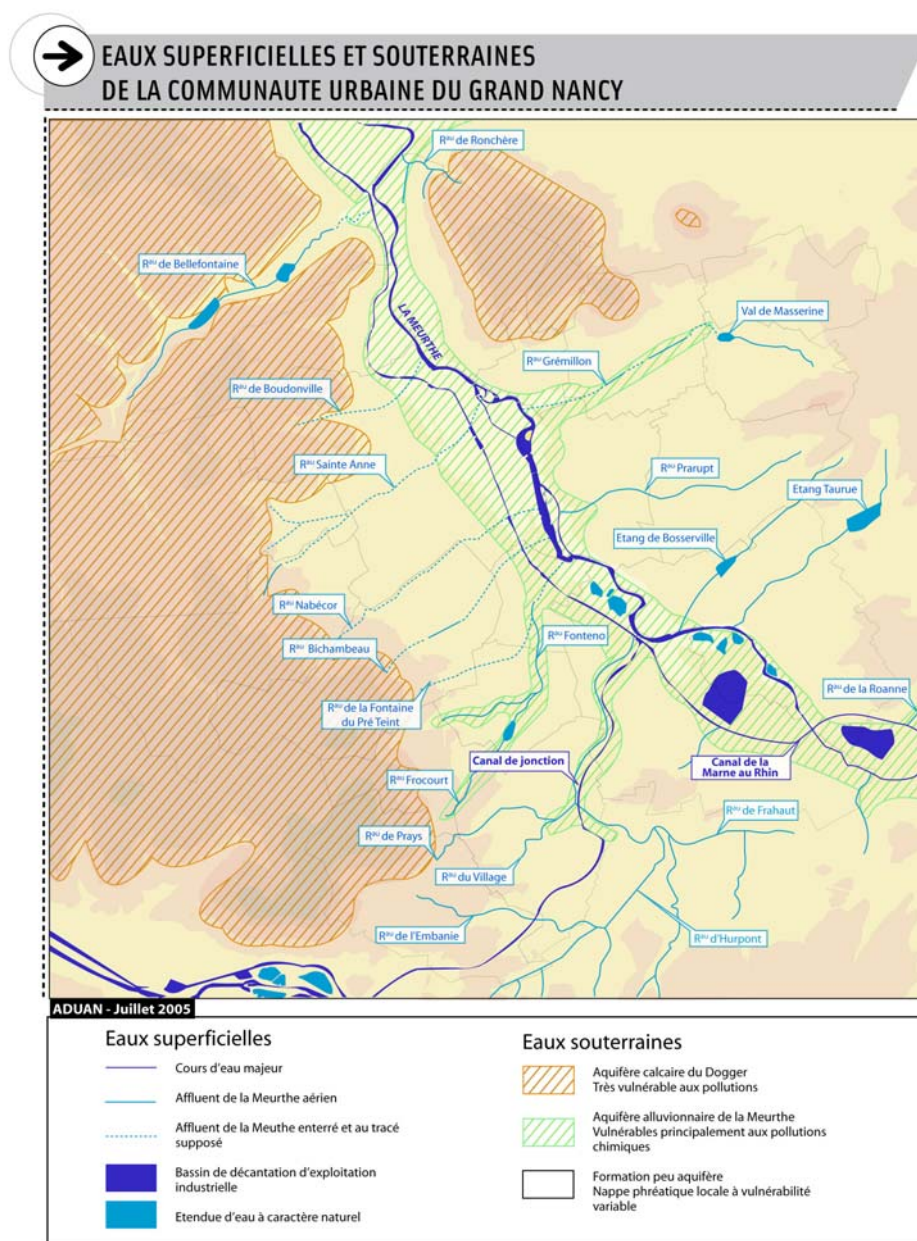 EAUX SUPERFICIELLES ET SOUTERRAINES
DE LA COMMUNAUTE URBAINE DU GRAND NANCY
Rau de Ronchère
Rau de Bellefontaine
LA MEURTHE
Val de Masserine
Rau Grémillon
Rau de Boudonville
Rau Sainte Anne
Rau Prarupt
Etang Taurue
Etang de Bosserville
Rau Nabécor
Rau Fonteno
Rau Bichambeau
Rau de la Roanne
Rau de la Fontaine
du Pré Teint
Canal de jonction
Canal de la
Marne au Rhin
Rau Frocourt
Rau de Frahaut
Rau de Prays
Rau du Village
Rau de l'Embanie
Rau d'Hurpont
ADUAN - Juillet 2005
Eaux superficielles
Cours d'eau majeur
Affluent de la Meurthe aérien
Affluent de la Meuthe enterré et au tracé
supposé
Bassin de décantation d'exploitation
industrielle
Etendue d'eau à caractère naturel
Eaux souterraines
Aquifère calcaire du Dogger
Très vulnérable aux pollutions
Aquifère alluvionnaire de la Meurthe
Vulnérables principalement aux pollutions
chimiques
Formation peu aquifère
Nappe phréatique locale à vulnérabilité
variable